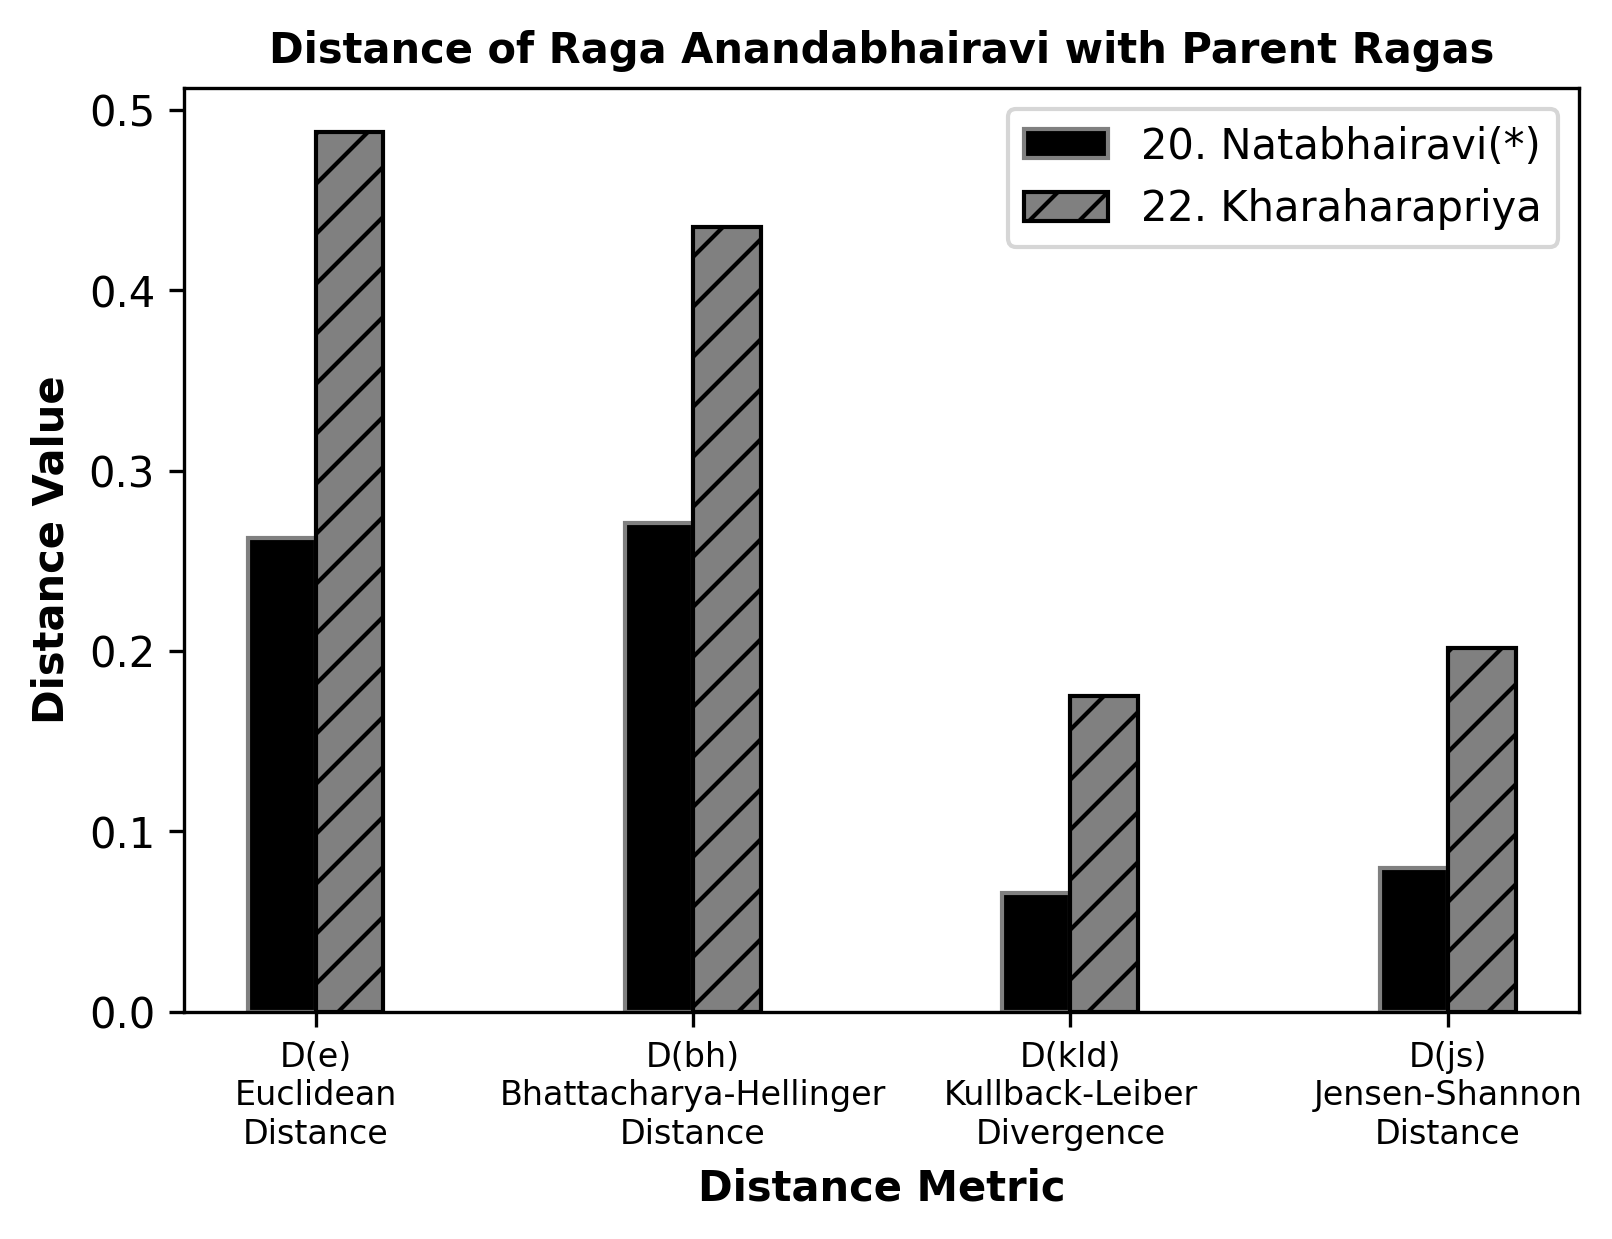 Distance of Raga Anandabhairavi with Parent Ragas
20. Natabhairavi(*)
22. Kharaharapriya
Distance Value
0.5
0.4
0.3
0.2
0.1
0.0
D(e)
Euclidean
Distance
D(bh)
Bhattacharya-Hellinger
Distance
D(kld)
Kullback-Leiber
Divergence
D(js)
Jensen-Shannon
Distance
Distance Metric